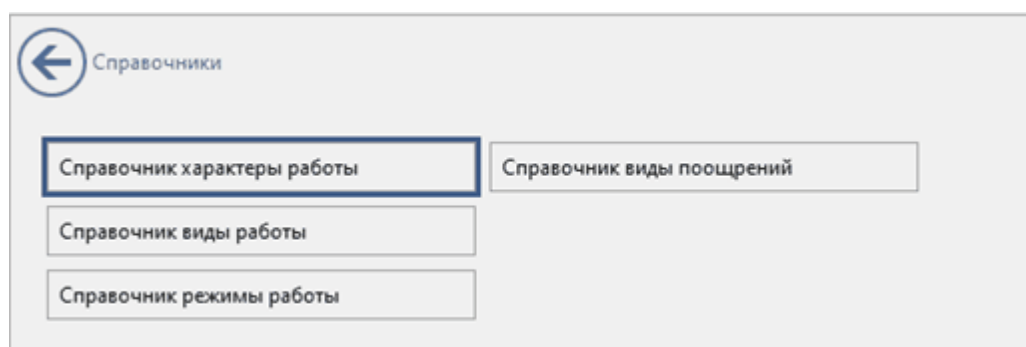 Справочники
Справочник характеры работы
Справочник виды поощрений
Справочник виды работы
Справочник режимы работы